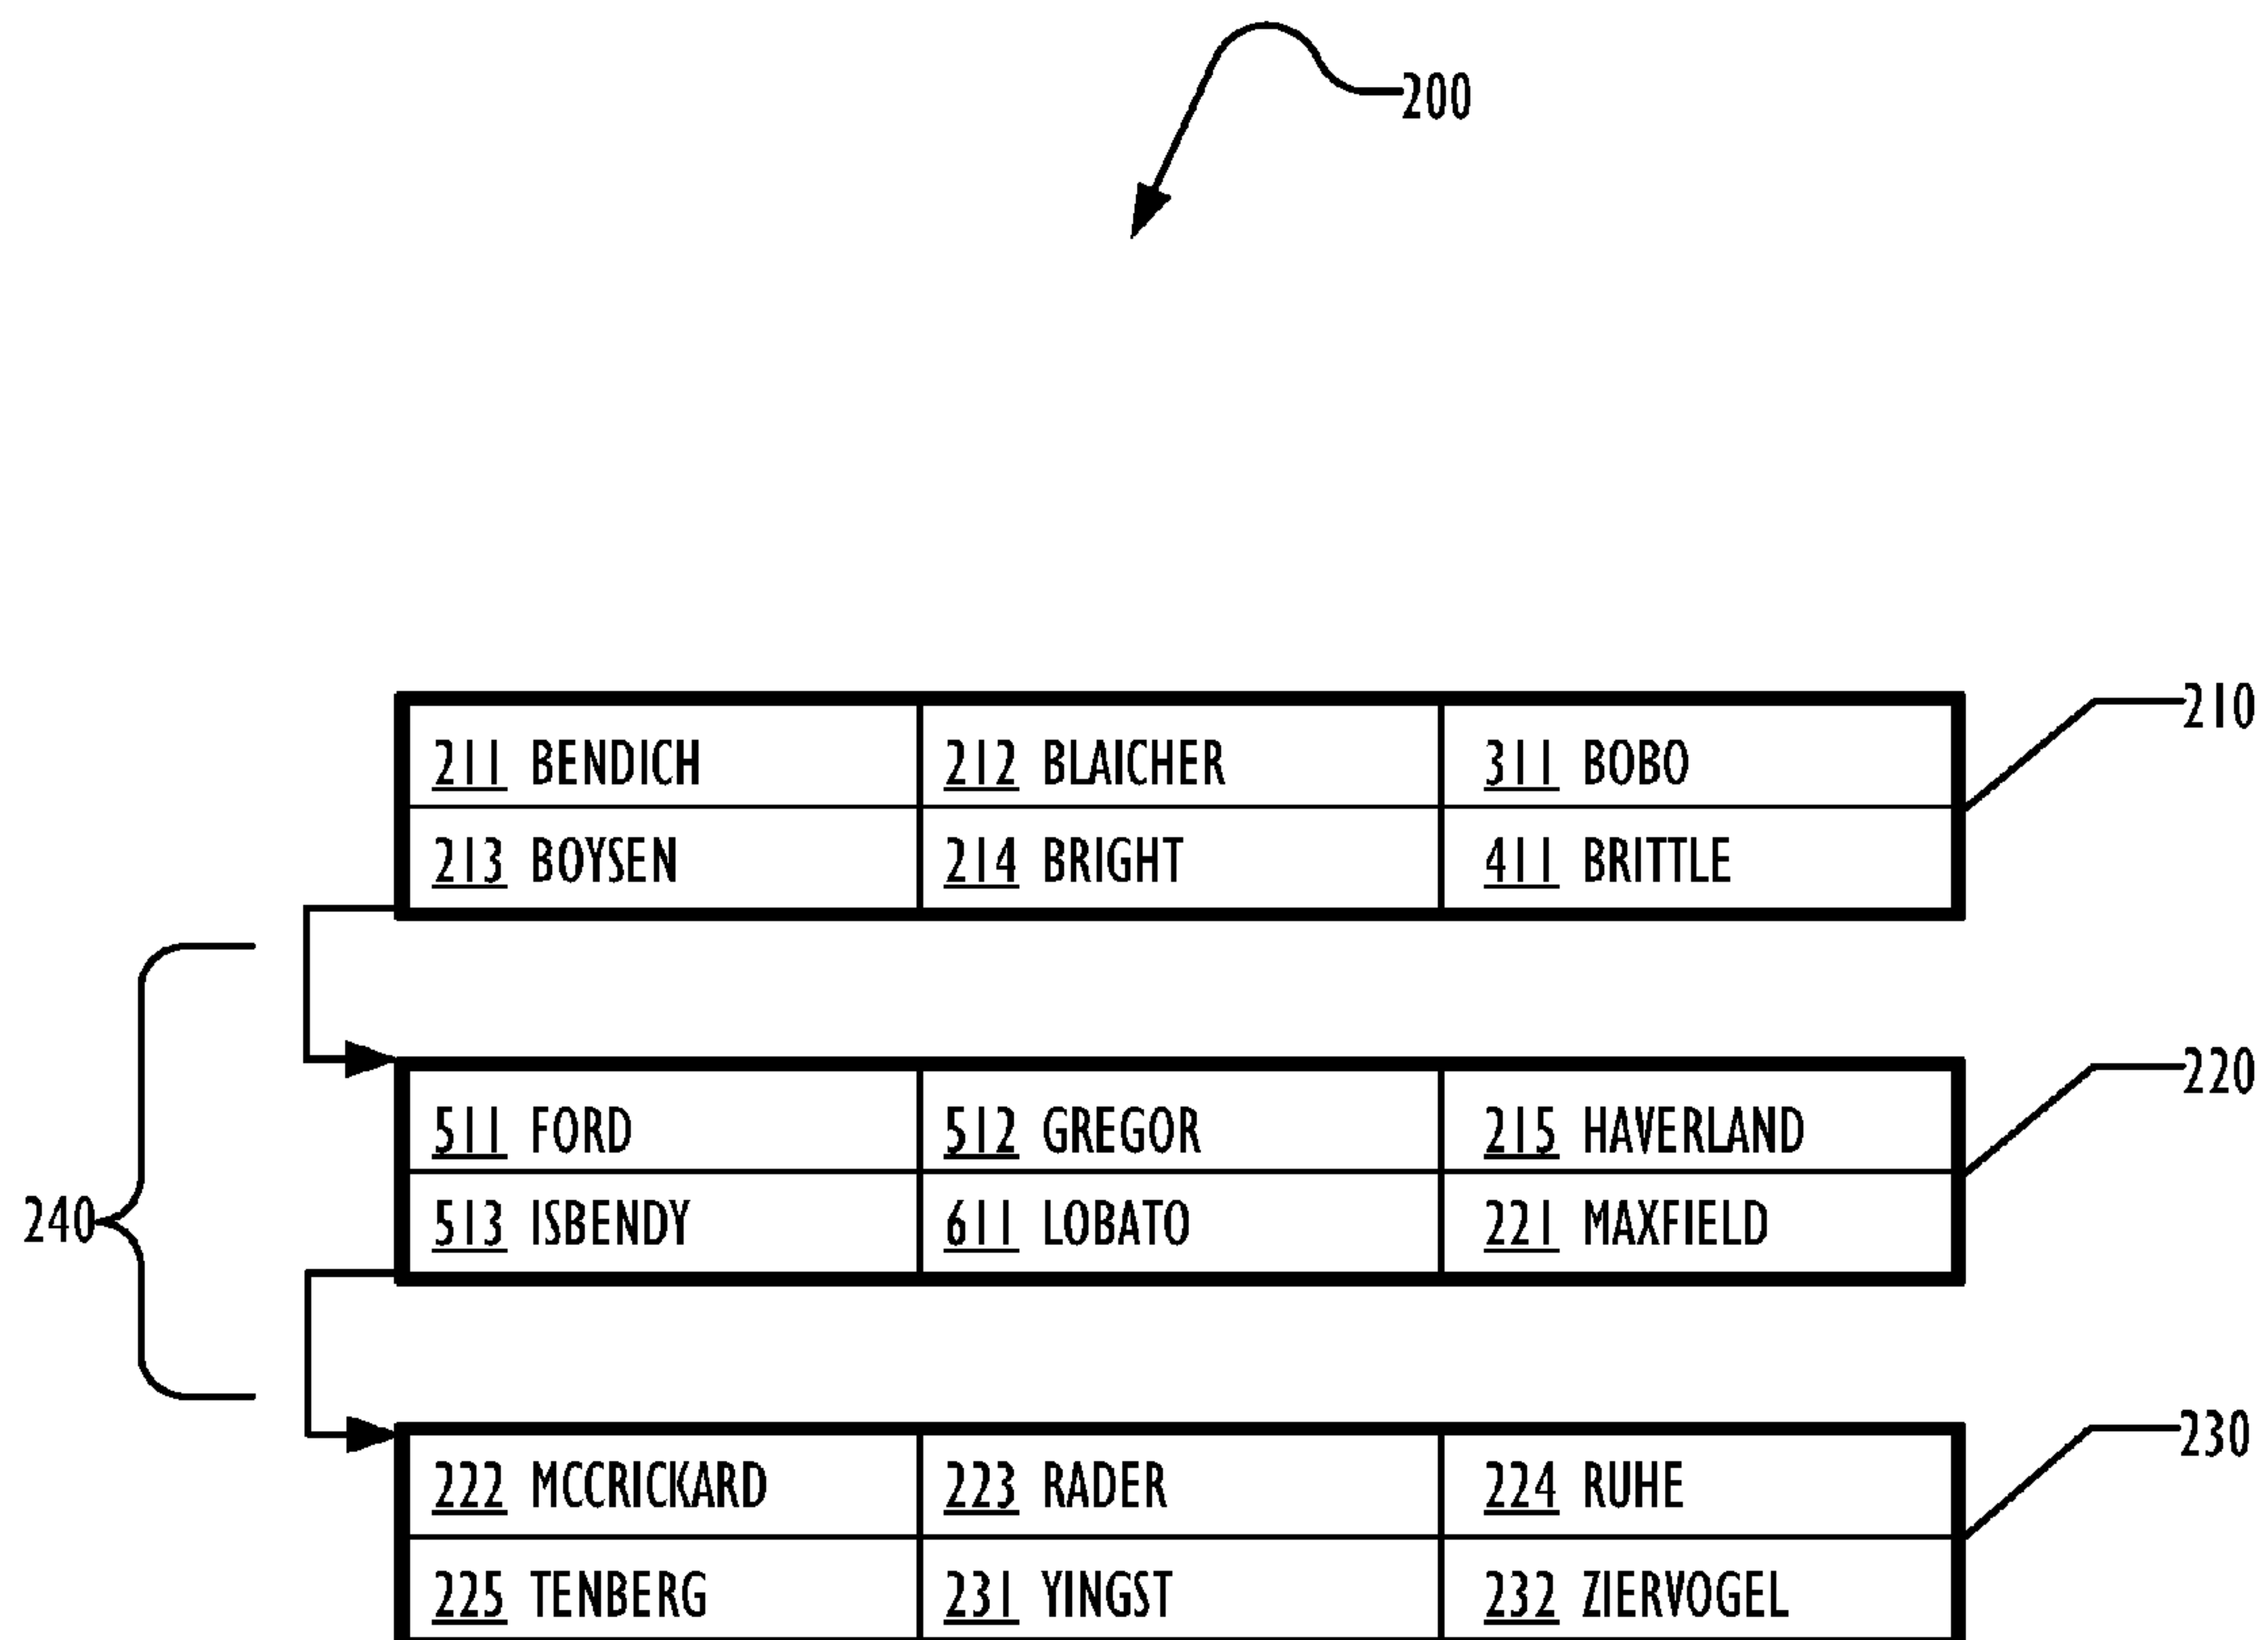 200
210
211 BENDICH 212 BLAICHER 311 BOBO
213 BOYSEN 214 BRIGHT 411 BRITTLE
220
511 FORD 512 GREGOR 215 HAVERLAND
513 ISBENDY 611 LOBATO 221 MAXFIELD
240
230
222 MCCRICKARD 223 RADER 224 RUHE
225 TENBERG 231 YINGST 232 ZIERVOGEL